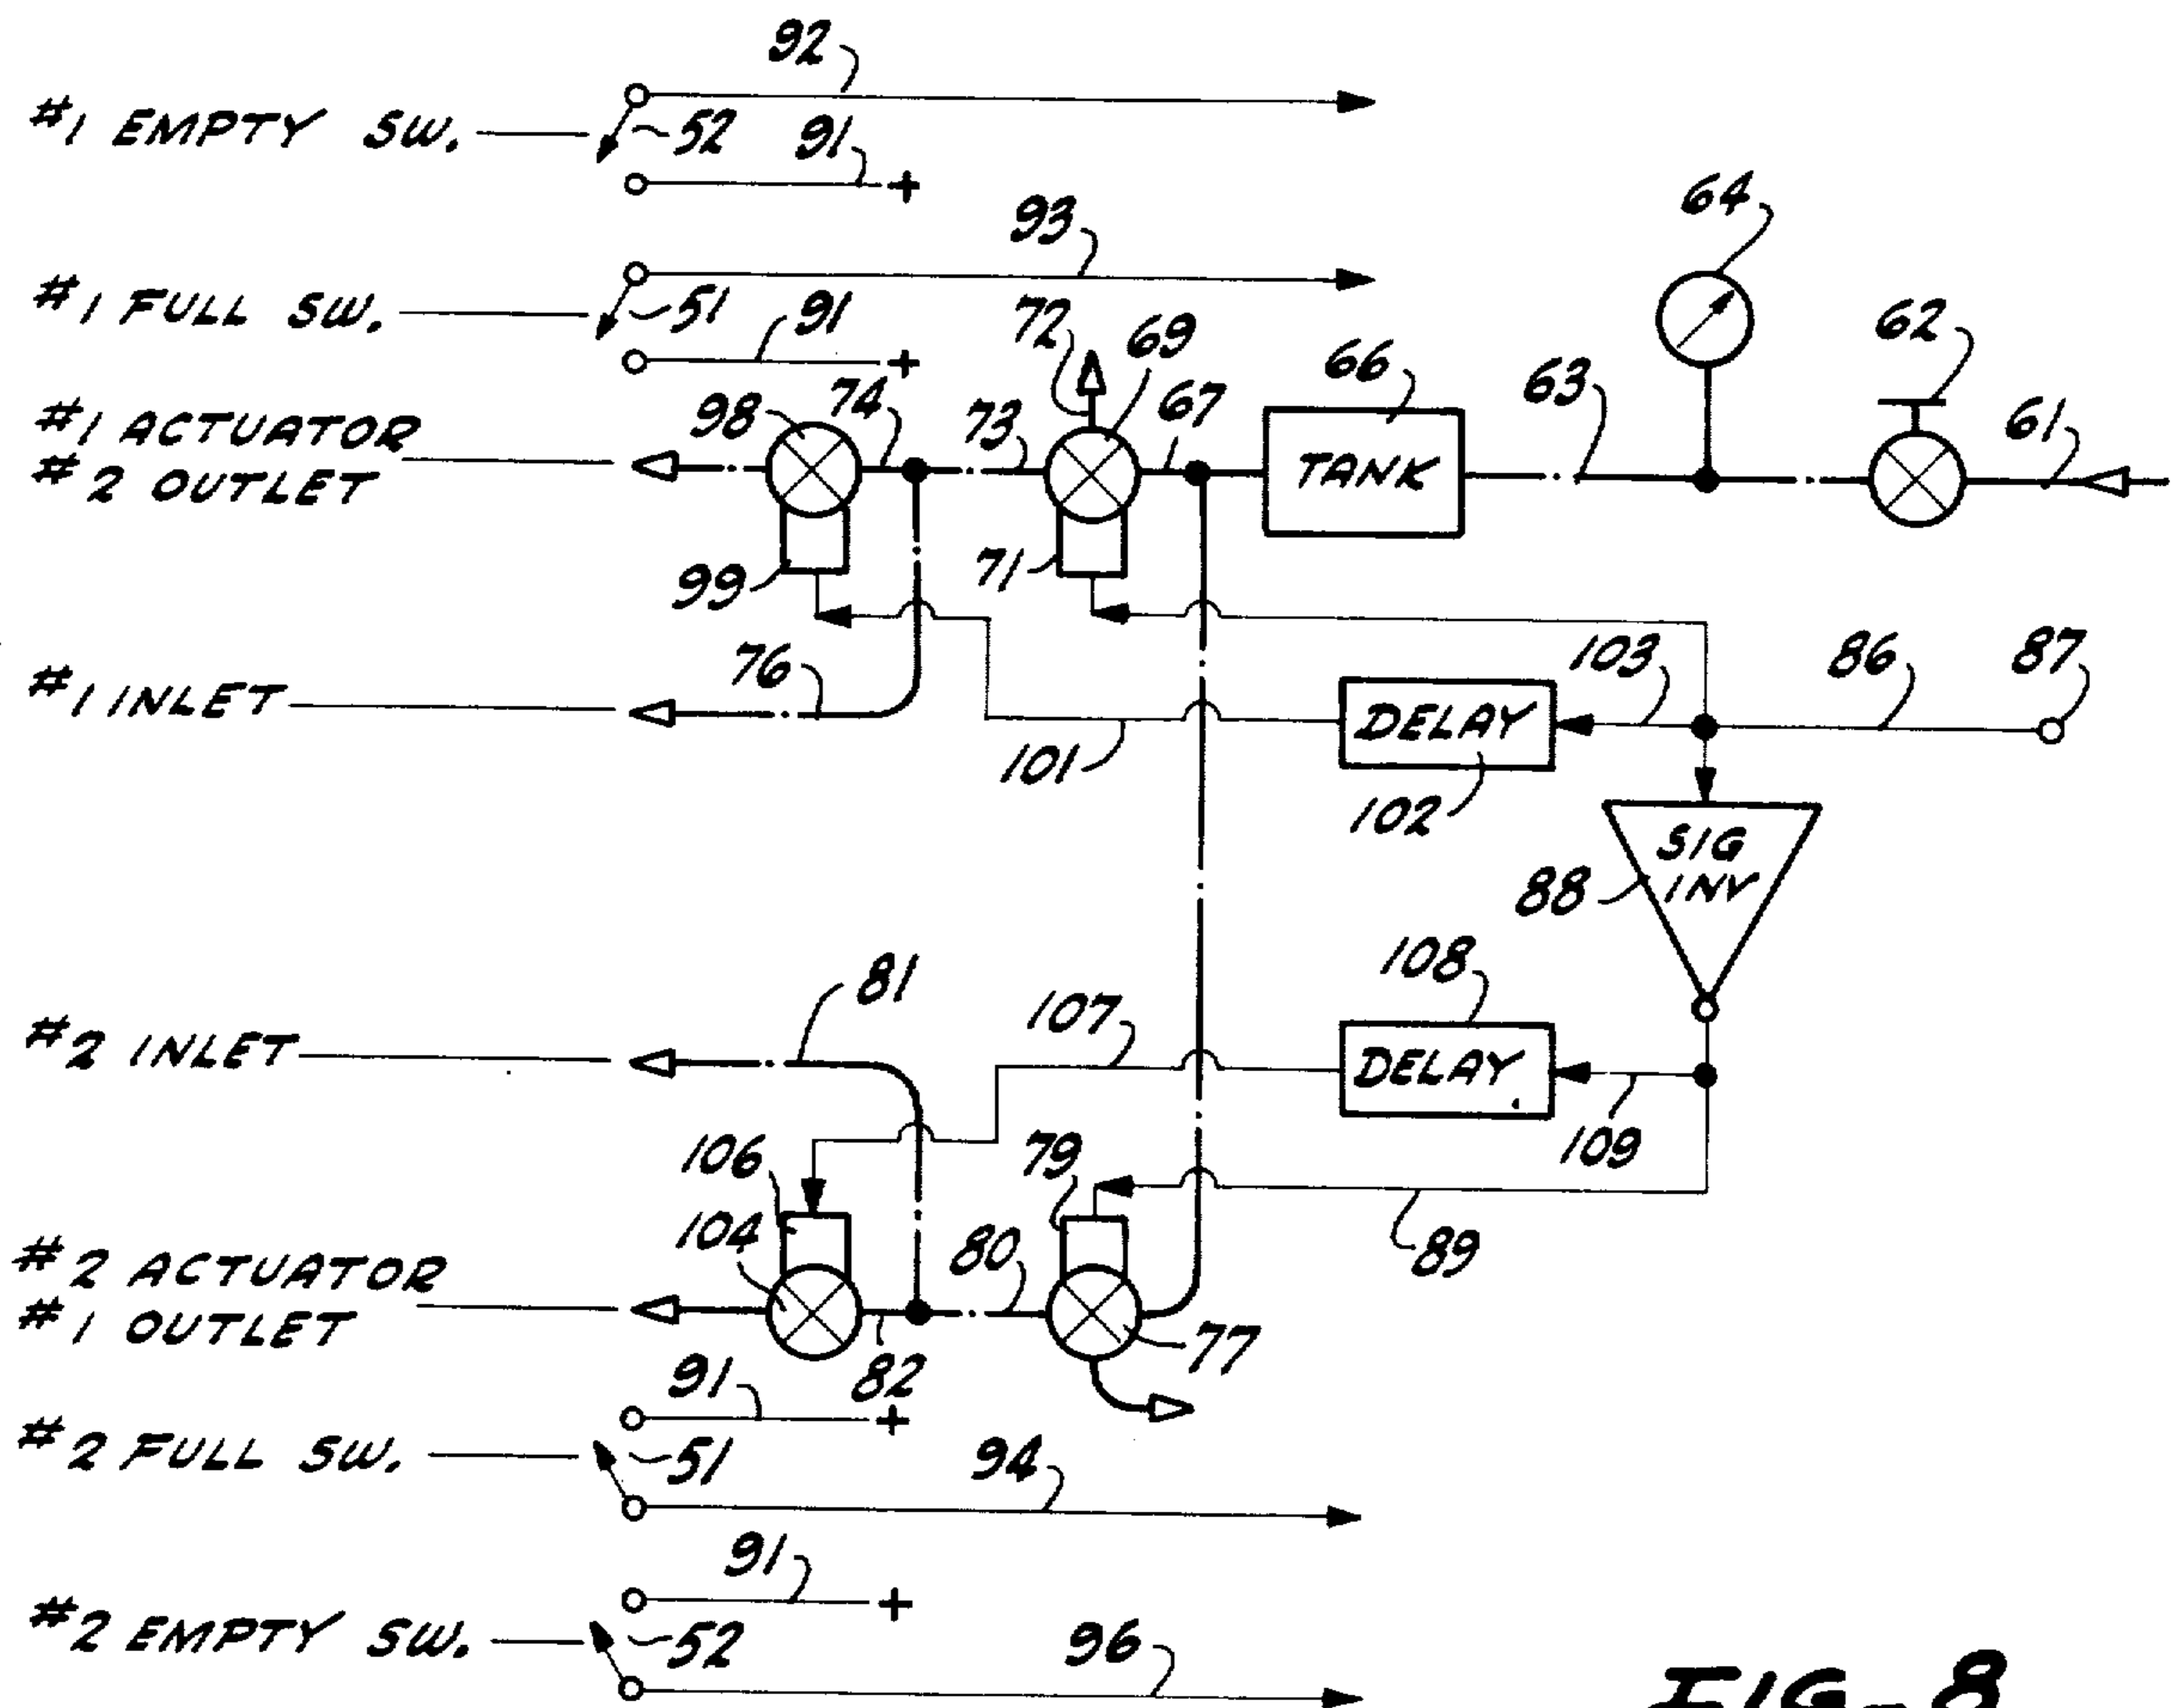 92
#1 EMPTY SW.
52
91
+
64
93
#1 FULL SW.
51
91
+
72
69
62
66
63
61
#1 ACTUATOR
#2 OUTLET
98
74
73
67
TANK
99
71
#1 INLET
76
103
86
87
101
DELAY
102
SIG
INV
88
81
108
107
#2 INLET
DELAY
109
106
79
104
80
89
#2 ACTUATOR
#1 OUTLET
82
77
91
+
#2 FULL SW.
51
94
91
+
#2 EMPTY SW.
52
96
FIG-8